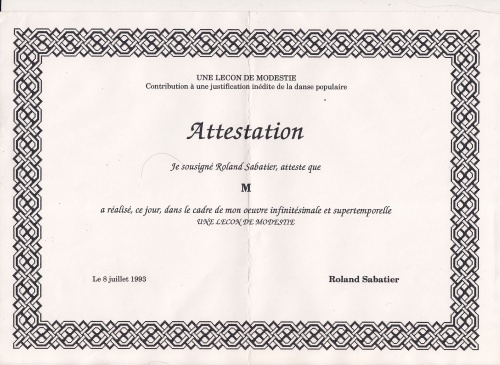 UNE LECON DE MODESTIE
Contribution à une justification inédite de la danse populaire
Attestation
Je sousigné Roland Sabatier, atteste que
M
a réalisé, ce jour, dans le cadre de mon oeuvre infinitésimale et supertemporelle
UNE LECON DE MODESTIE
Le 8 juillet 1993
Roland Sabatier